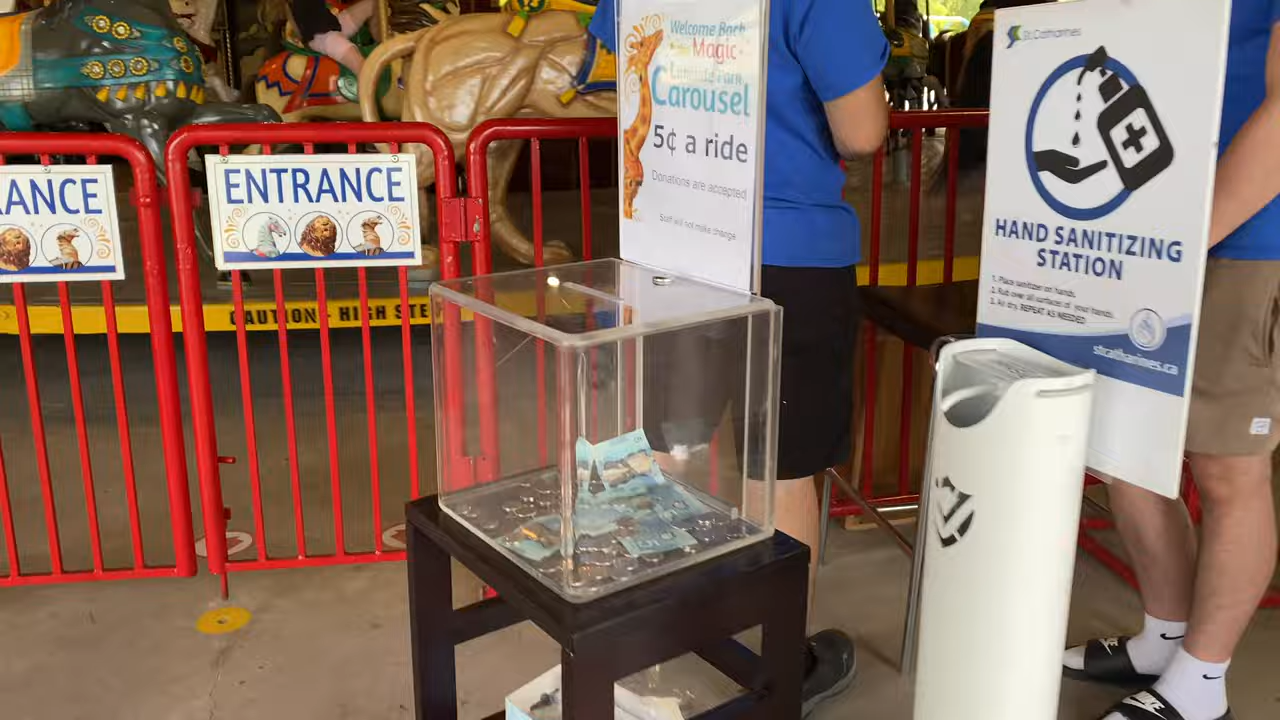 St. Catharines
Welcome Back
Magic
Carousel
5¢ a ride
Donations are accepted
Staff will not make change
RANCE
ENTRANCE
CAUTION: HIGH STE
HAND SANITIZING
STATION
1. Place sanitizer on hands.
2. Rub over all surfaces of your hands.
3. Air dry. REPEAT AS NEEDED
stcatharines.ca
5